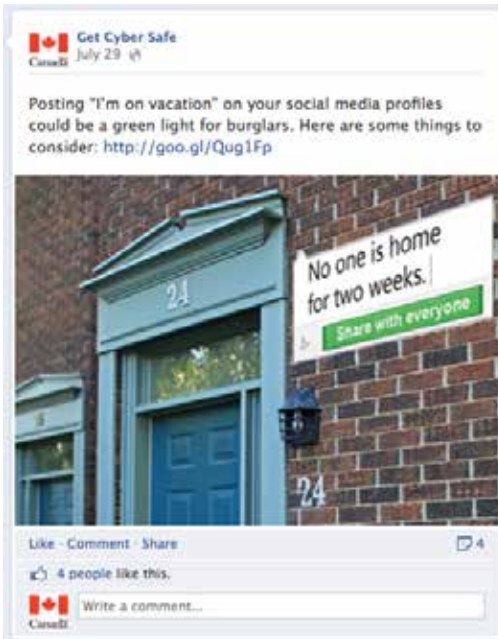 Get Cyber Safe
Canada
July 29
Posting "I'm on vacation" on your social media profiles
could be a green light for burglars. Here are some things to
consider: http://goo.gl/Qug1Fp
No one is home
for two weeks.
Share with everyone
24
24
Like · Comment · Share
4
4 people like this.
Write a comment...
Canada